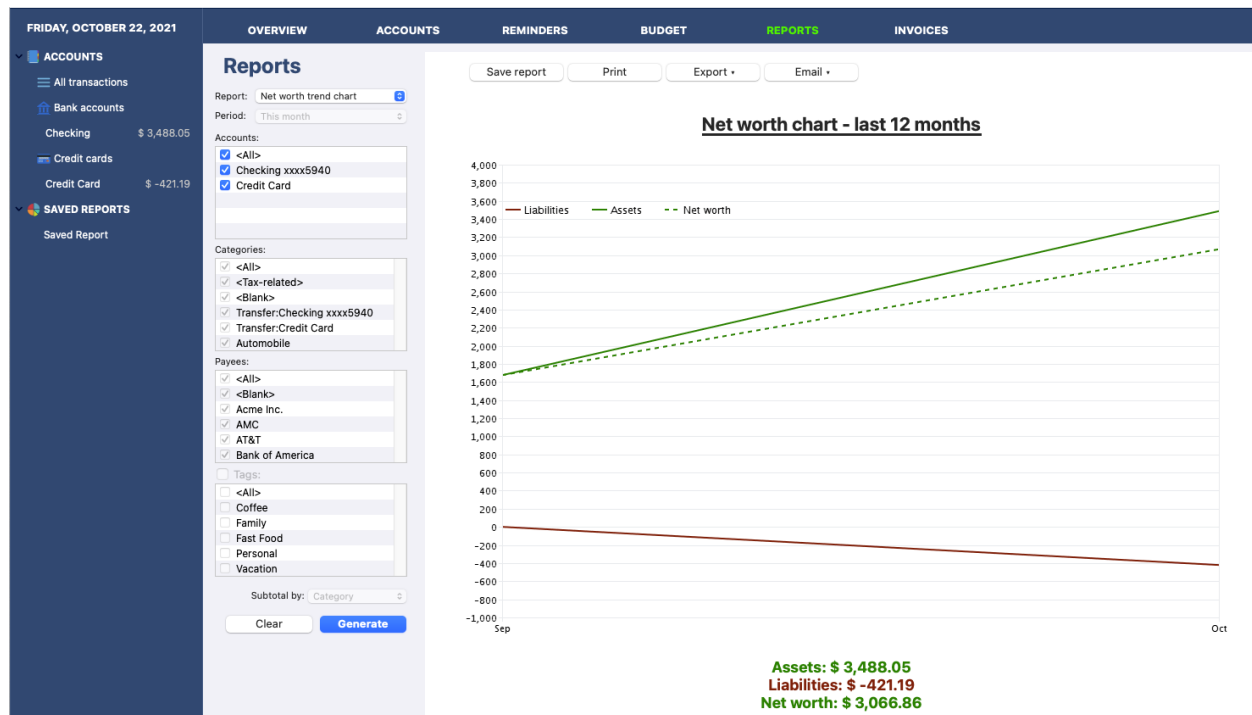 FRIDAY, OCTOBER 22, 2021
OVERVIEW ACCOUNTS REMINDERS BUDGET REPORTS INVOICES
ACCOUNTS
All transactions
Bank accounts
Checking $ 3,488.05
Credit cards
Credit Card $ -421.19
SAVED REPORTS
Saved Report
Reports
Report: Net worth trend chart
Period: This month
Accounts:
<All>
Checking xxxx5940
Credit Card
Categories:
<All>
<Tax-related>
<Blank>
Transfer:Checking xxxx5940
Transfer:Credit Card
Automobile
Payees:
<All>
<Blank>
Acme Inc.
AMC
AT&T
Bank of America
Tags:
<All>
Coffee
Family
Fast Food
Personal
Vacation
Subtotal by: Category
Clear Generate
Save report Print Export Email
Net worth chart - last 12 months
4,000
3,800
3,600
Liabilities Assets Net worth
3,400
3,200
3,000
2,800
2,600
2,400
2,200
2,000
1,800
1,600
1,400
1,200
1,000
800
600
400
200
0
-200
-400
-600
-800
-1,000
Sep Oct
Assets: $ 3,488.05
Liabilities: $ -421.19
Net worth: $ 3,066.86